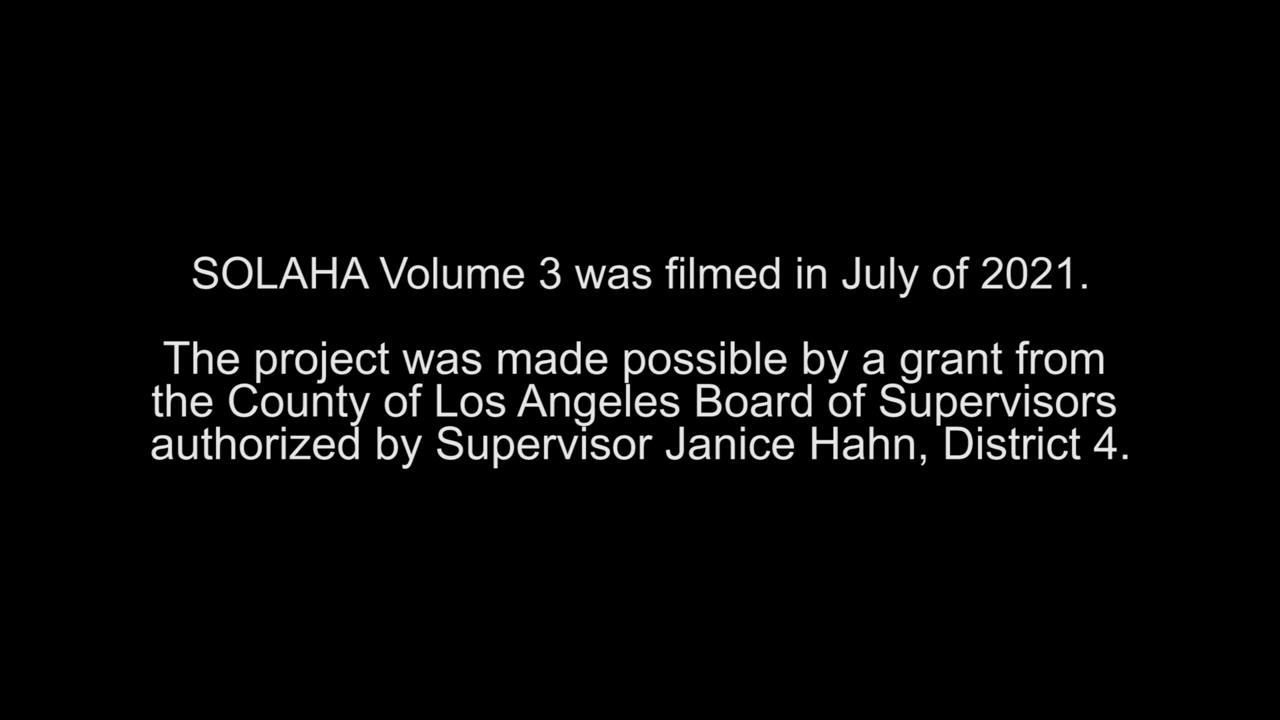 SOLAHA Volume 3 was filmed in July of 2021.
The project was made possible by a grant from
the County of Los Angeles Board of Supervisors
authorized by Supervisor Janice Hahn, District 4.